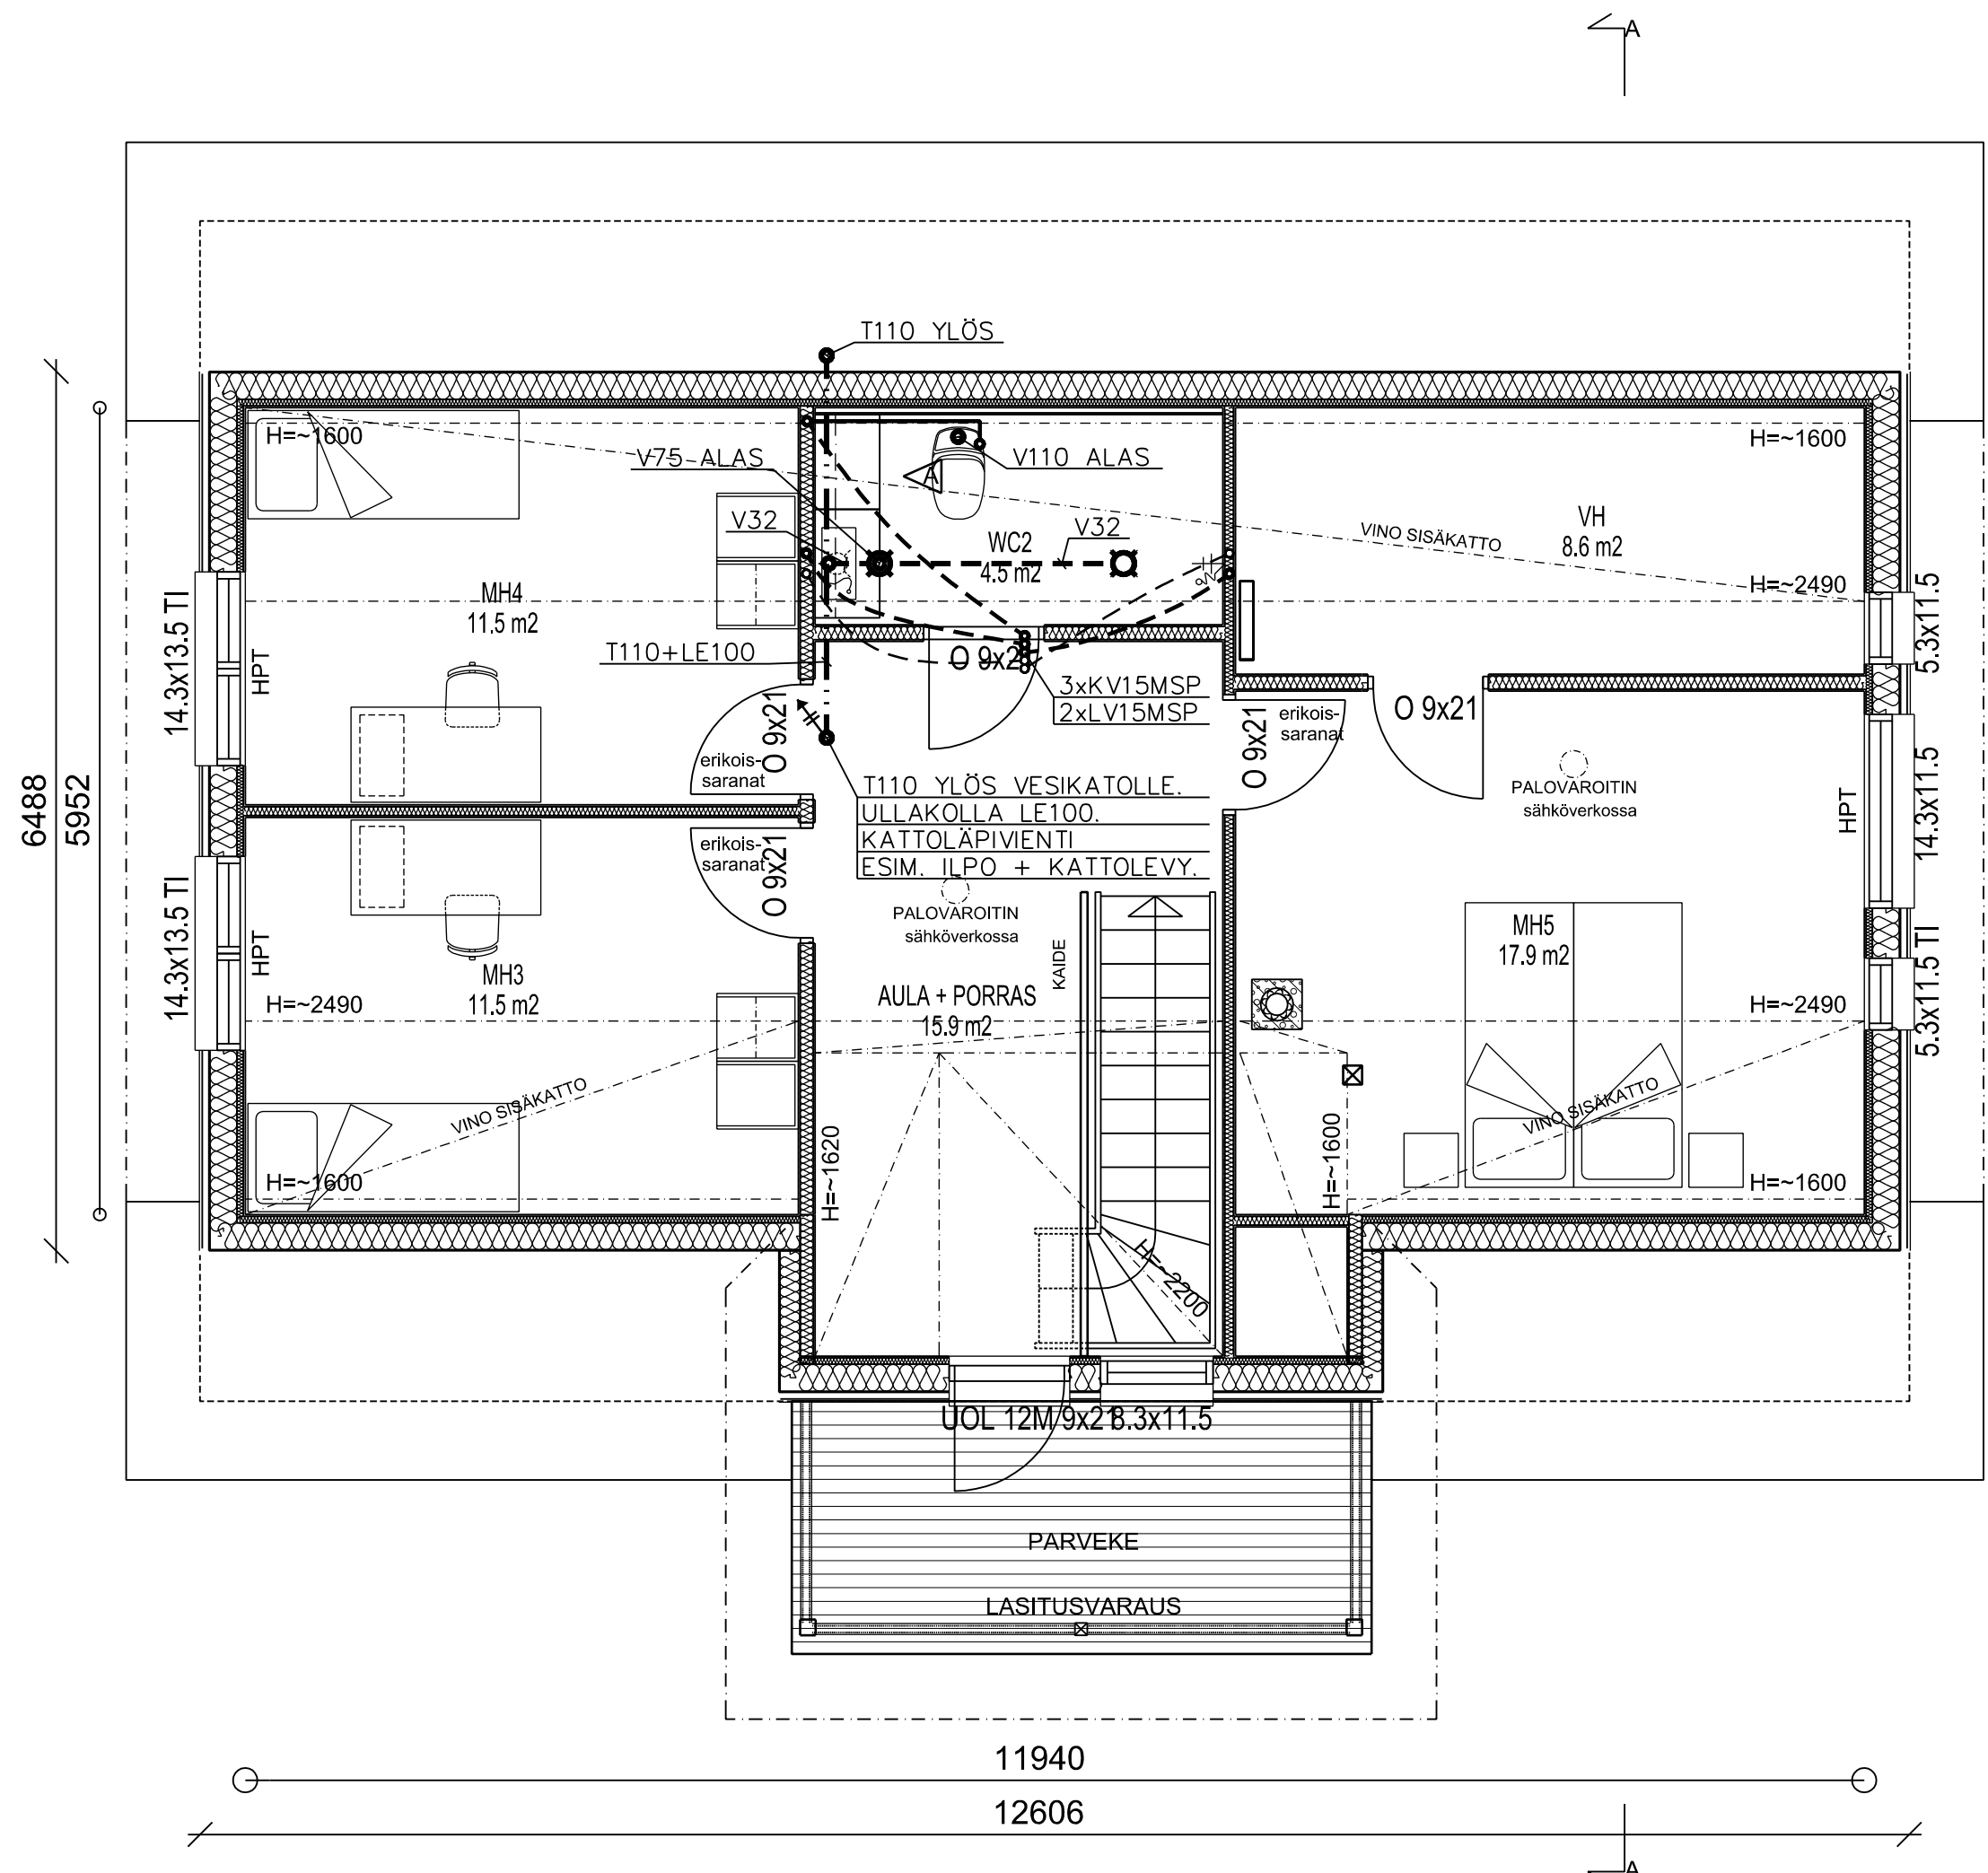 A
T110 YLÖS
H=~1600
V75 ALAS
V110 ALAS
H=~1600
V32
V32
WC2
4.5 m2
VINO SISÄKATTO
VH
8.6 m2
H=~2490
A
MH4
11.5 m2
14.3x13.5 TI
HPT
T110+LE100
O 9x21
3xKV15MSP
2xLV15MSP
O 9x21
erikois-
saranat
O 9x21
erikois-
saranat
O 9x21
5.3x11.5
PALOVAROITIN
sähköverkossa
HPT
14.3x11.5
T110 YLÖS VESIKATOLLE.
ULLAKOLLA LE100.
KATTOLÄPIVIENTI
ESIM. ILPO + KATTOLEVY.
6488
5952
erikois-
saranat
O 9x21
PALOVAROITIN
sähköverkossa
KAIDE
14.3x13.5 TI
HPT
MH3
11.5 m2
H=~2490
AULA + PORRAS
15.9 m2
MH5
17.9 m2
H=~2490
5.3x11.5 TI
VINO SISÄKATTO
VINO SISÄKATTO
H=~1600
H=~1620
H=~1600
H=~1600
H=~2200
UOL 12M 9x21
8.3x11.5
PARVEKE
LASITUSVARAUS
11940
12606
A